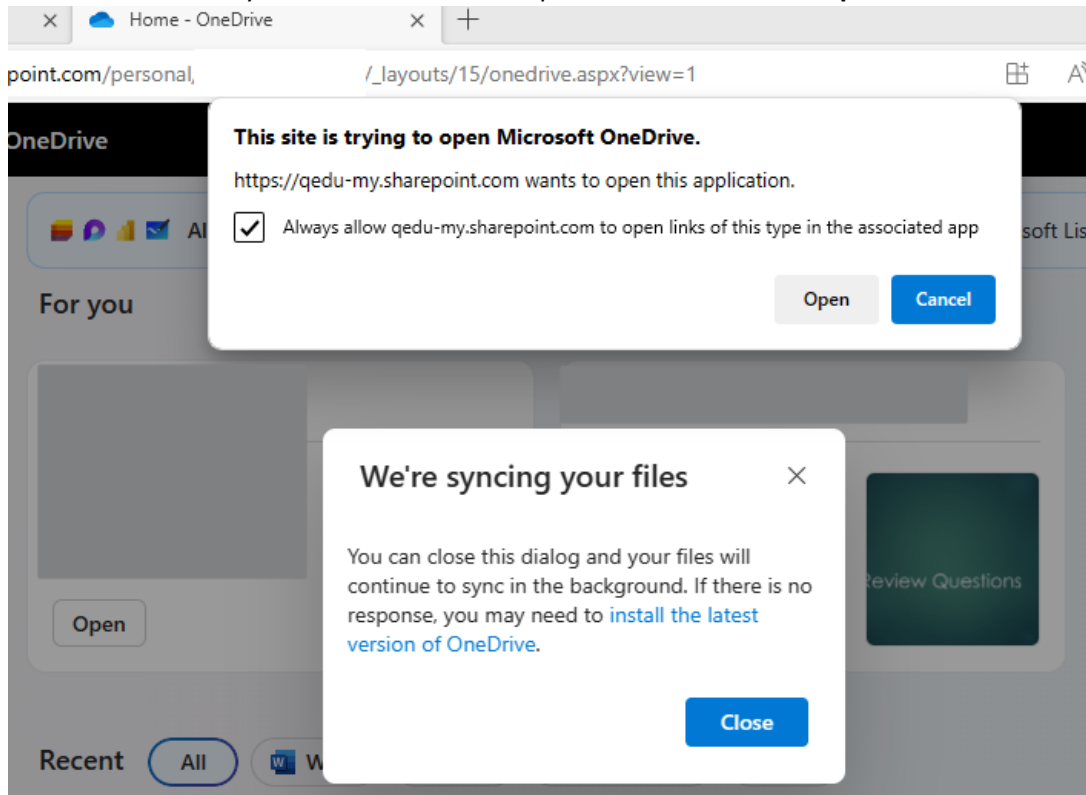 Home - OneDrive
point.com/personal, /_layouts/15/onedrive.aspx?view=1
OneDrive
This site is trying to open Microsoft OneDrive.
https://qedu-my.sharepoint.com wants to open this application.
Always allow qedu-my.sharepoint.com to open links of this type in the associated app
Open Cancel
Al
soft Lis
For you
We're syncing your files
You can close this dialog and your files will
continue to sync in the background. If there is no
response, you may need to install the latest
version of OneDrive.
Close
Open
Review Questions
Recent All W